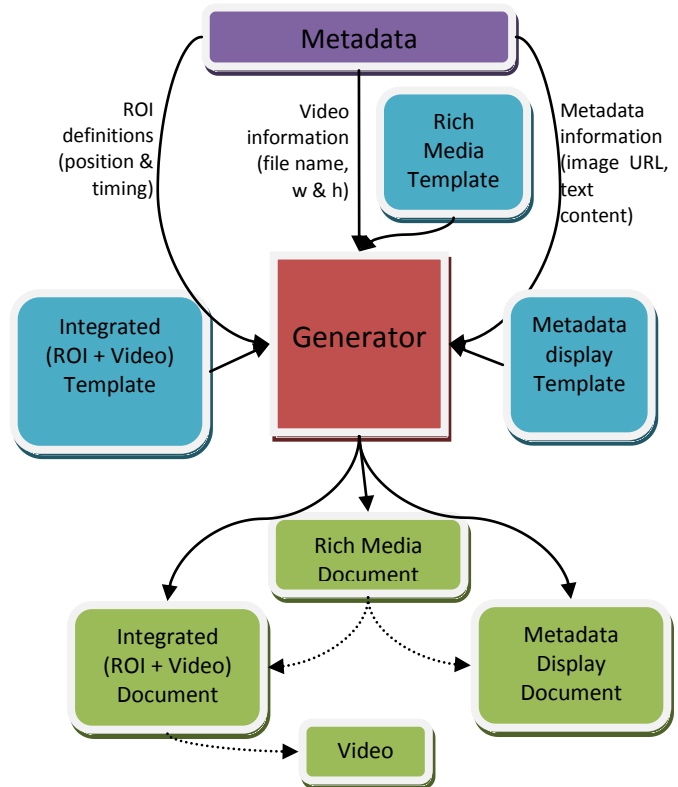 Metadata
ROI
definitions
(position &
timing)
Video
information
(file name,
w & h)
Rich
Media
Template
Metadata
information
(image URL,
text
content)
Integrated
(ROI + Video)
Template
Generator
Metadata
display
Template
Rich Media
Document
Integrated
(ROI + Video)
Document
Metadata
Display
Document
Video